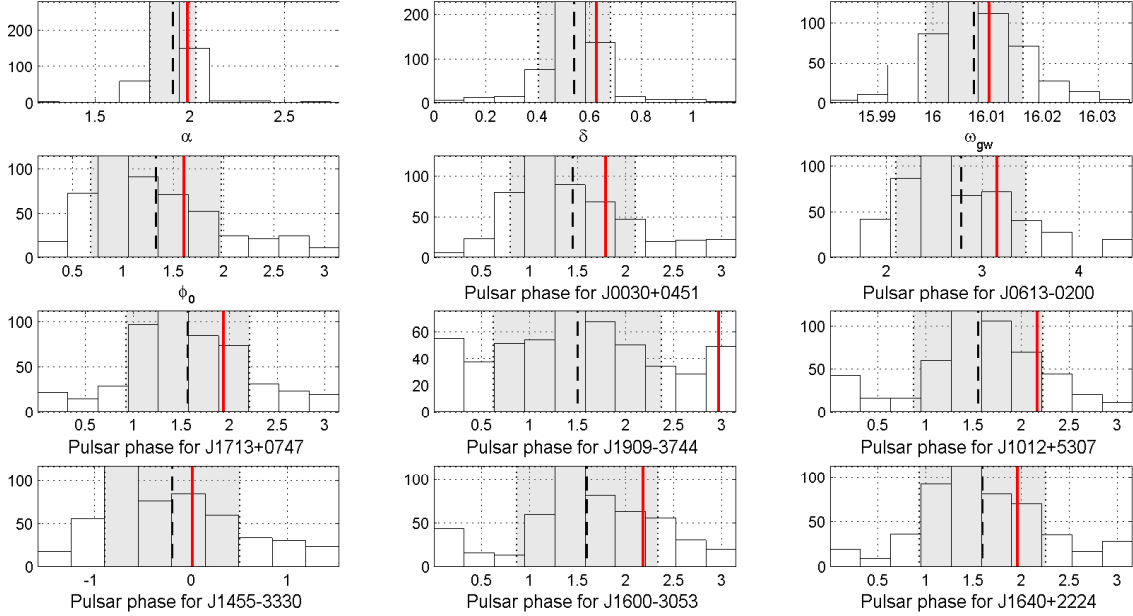 200
100
0
1.5 2 2.5
α
200
100
0
0 0.2 0.4 0.6 0.8 1
δ
100
50
0
15.99 16 16.01 16.02 16.03
ω_gw
100
50
0
0.5 1 1.5 2 2.5 3
ϕ_0
100
50
0
0.5 1 1.5 2 2.5 3
Pulsar phase for J0030+0451
100
50
0
2 3 4
Pulsar phase for J0613-0200
100
50
0
0.5 1 1.5 2 2.5 3
Pulsar phase for J1713+0747
60
40
20
0
0.5 1 1.5 2 2.5 3
Pulsar phase for J1909-3744
100
50
0
0.5 1 1.5 2 2.5 3
Pulsar phase for J1012+5307
100
50
0
-1 0 1
Pulsar phase for J1455-3330
100
50
0
0.5 1 1.5 2 2.5 3
Pulsar phase for J1600-3053
100
50
0
0.5 1 1.5 2 2.5 3
Pulsar phase for J1640+2224